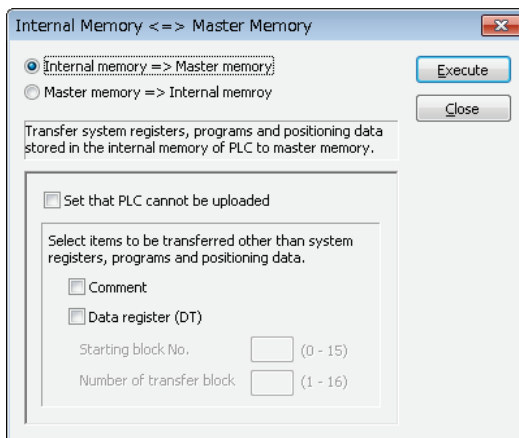 Internal Memory <=> Master Memory
Internal memory => Master memory
Execute
Master memory => Internal memroy
Close
Transfer system registers, programs and positioning data
stored in the internal memory of PLC to master memory.
Set that PLC cannot be uploaded
Select items to be transferred other than system
registers, programs and positioning data.
Comment
Data register (DT)
Starting block No. (0 - 15)
Number of transfer block (1 - 16)